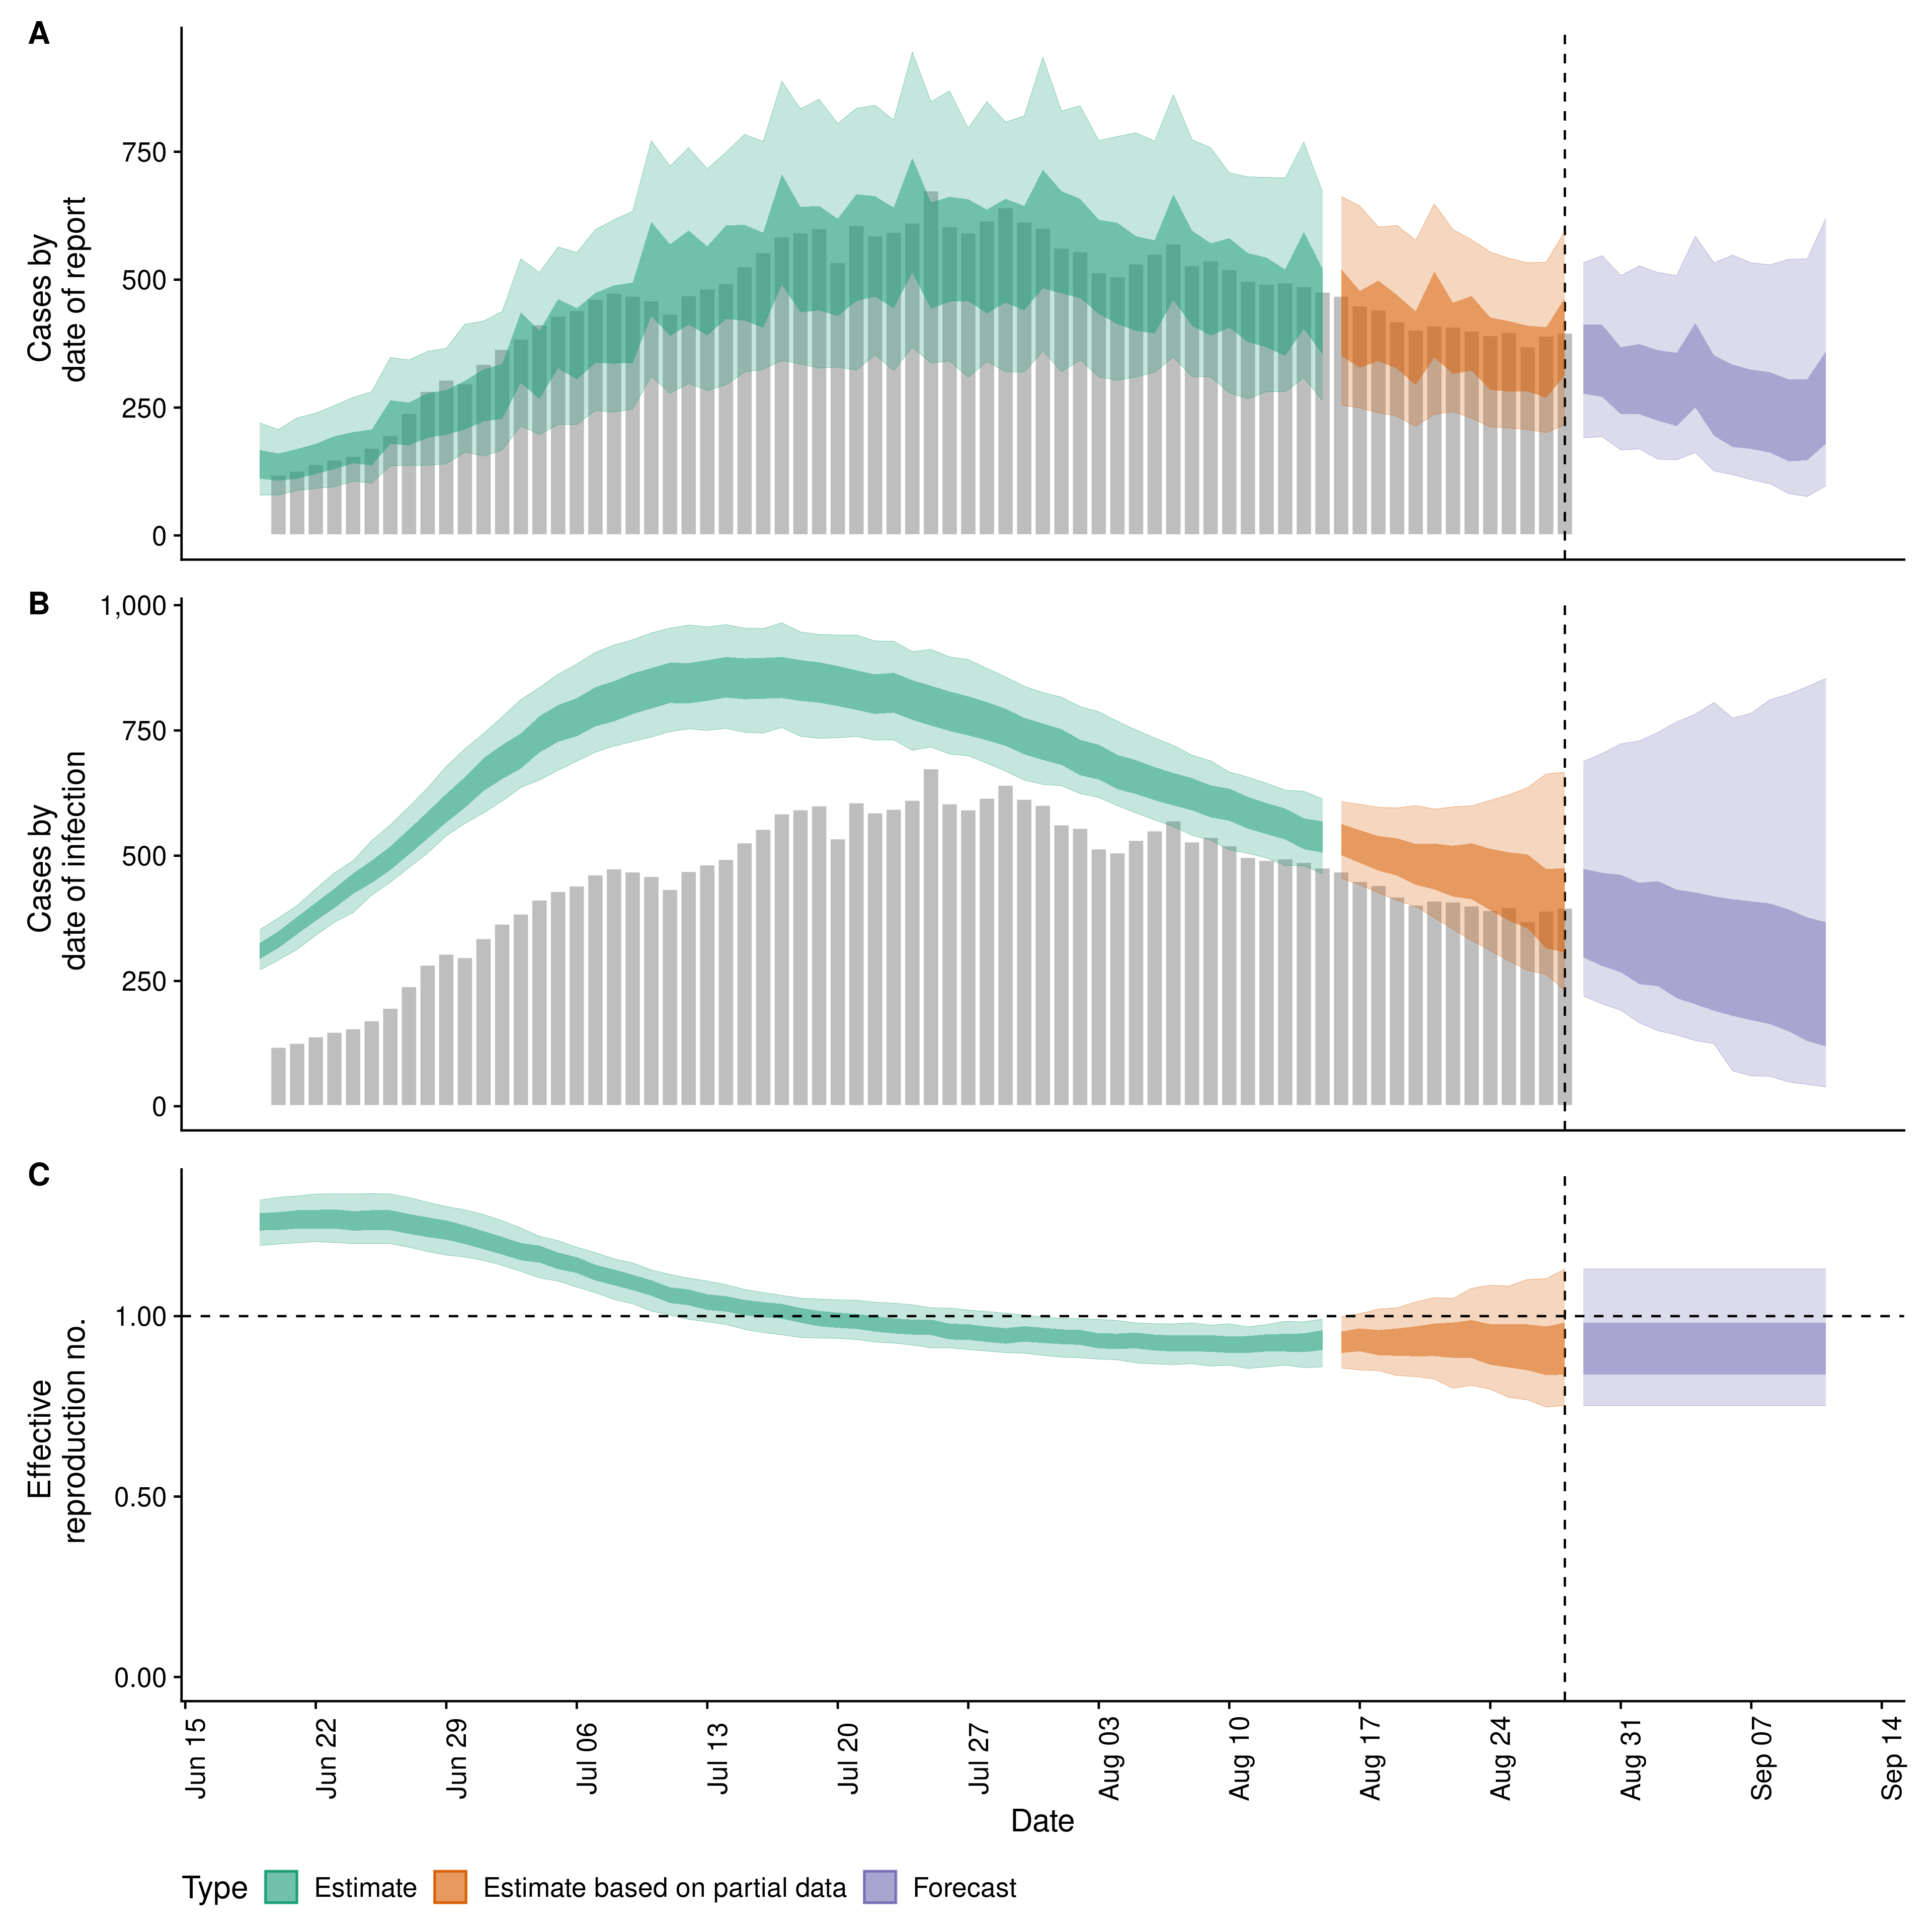 A
Cases by
date of report
750
500
250
0
B
Cases by
date of infection
1,000
750
500
250
0
C
Effective
reproduction no.
1.00
0.50
0.00
Jun 15
Jun 22
Jun 29
Jul 06
Jul 13
Jul 20
Jul 27
Aug 03
Aug 10
Aug 17
Aug 24
Aug 31
Sep 07
Sep 14
Date
Type Estimate Estimate based on partial data Forecast